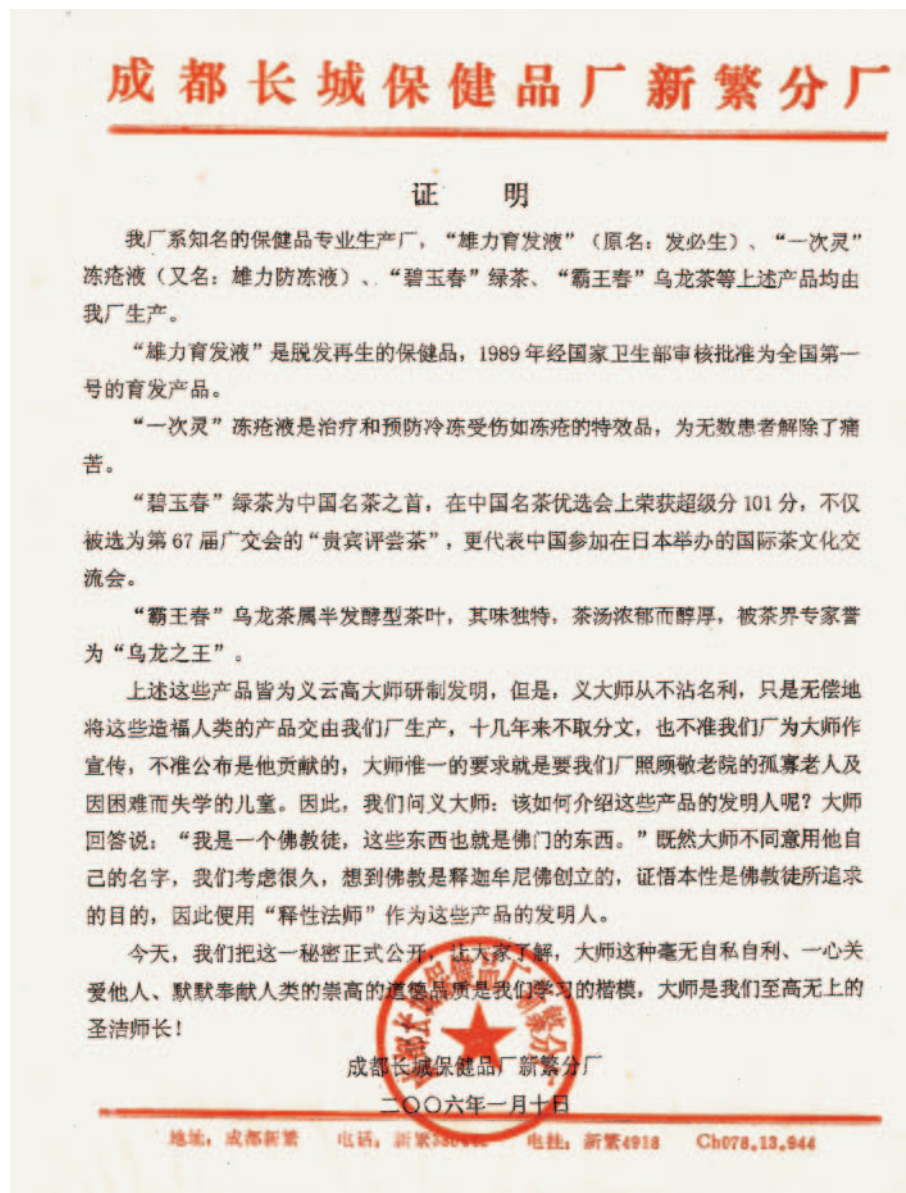 成都长城保健品厂新繁分厂
证 明
我厂系知名的保健品专业生产厂，“雄力育发液”（原名：发必生）、“一次灵”
冻疮液（又名：雄力防冻液）、“碧玉春”绿茶、“霸王春”乌龙茶等上述产品均由
我厂生产。
“雄力育发液”是脱发再生的保健品，1989年经国家卫生部审核批准为全国第一
号的育发产品。
“一次灵”冻疮液是治疗和预防冷冻受伤如冻疮的特效品，为无数患者解除了痛
苦。
“碧玉春”绿茶为中国名茶之首，在中国名茶优选会上荣获超级分101分，不仅
被选为第67届广交会的“贵宾评尝茶”，更代表中国参加在日本举办的国际茶文化交
流会。
“霸王春”乌龙茶属半发酵型茶叶，其味独特，茶汤浓郁而醇厚，被茶界专家誉
为“乌龙之王”。
上述这些产品皆为义云高大师研制发明，但是，义大师从不沾名利，只是无偿地
将这些造福人类的产品交由我们厂生产，十几年来不取分文，也不准我们厂为大师作
宣传，不准公布是他贡献的，大师惟一的要求就是要我们厂照顾敬老院的孤寡老人及
因困难而失学的儿童。因此，我们问义大师：该如何介绍这些产品的发明人呢？大师
回答说：“我是一个佛教徒，这些东西也就是佛门的东西。”既然大师不同意用他自
己的名字，我们考虑很久，想到佛教是释迦牟尼佛创立的，证悟本性是佛教徒所追求
的目的，因此便用“释性法师”作为这些产品的发明人。
今天，我们把这一秘密正式公开，让大家了解，大师这种毫无自私自利、一心关
爱他人、默默奉献人类的崇高的道德品质是我们学习的楷模，大师是我们至高无上的
圣洁师长！
成都长城保健品厂新繁分厂
成都长城保健品厂新繁分厂
二〇〇六年一月十日
地址：成都新繁 电话：新繁 电挂：新繁4918 Ch078.13.944